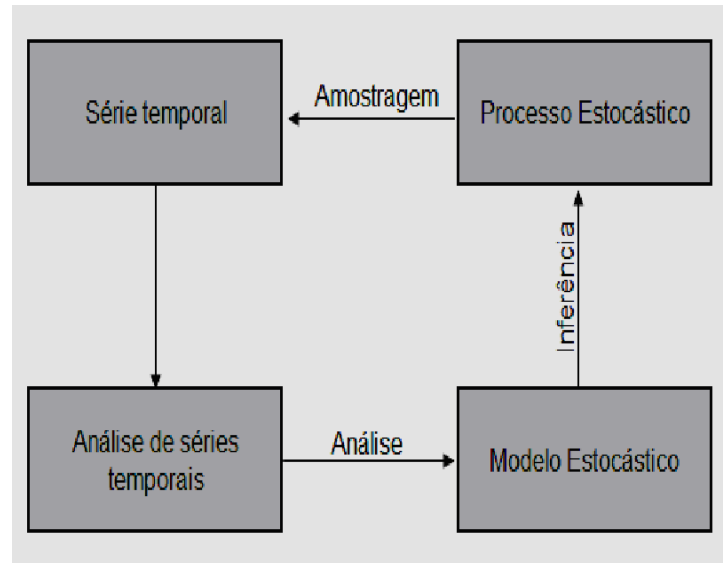 Série temporal
Amostragem
Processo Estocástico
Inferência
Análise de séries
temporais
Análise
Modelo Estocástico